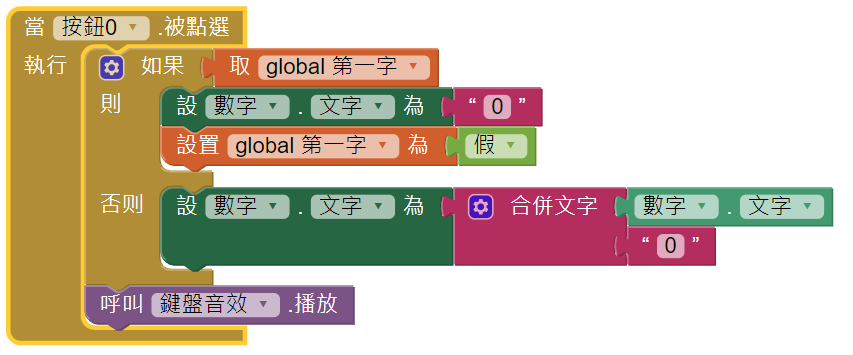 當 按鈕0 .被點選
執行 如果 取 global 第一字
則 設 數字 . 文字 為 “ 0 ”
設置 global 第一字 為 假
否则 設 數字 . 文字 為 合併文字 數字 . 文字
“ 0 ”
呼叫 鍵盤音效 .播放